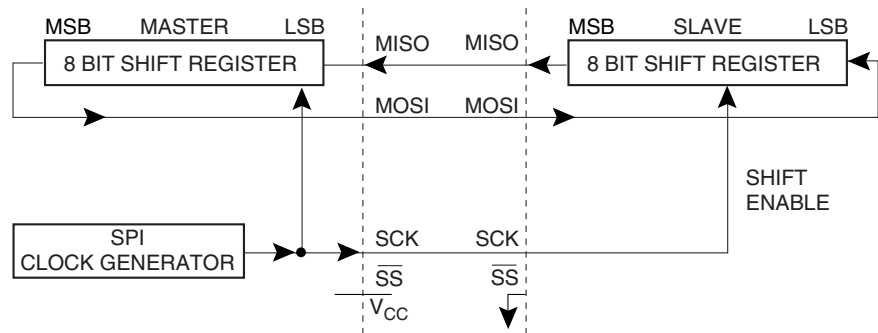 MSB MASTER LSB
8 BIT SHIFT REGISTER
MISO MISO
MSB SLAVE LSB
8 BIT SHIFT REGISTER
MOSI MOSI
SHIFT
ENABLE
SPI
CLOCK GENERATOR
SCK SCK
SS SS
VCC